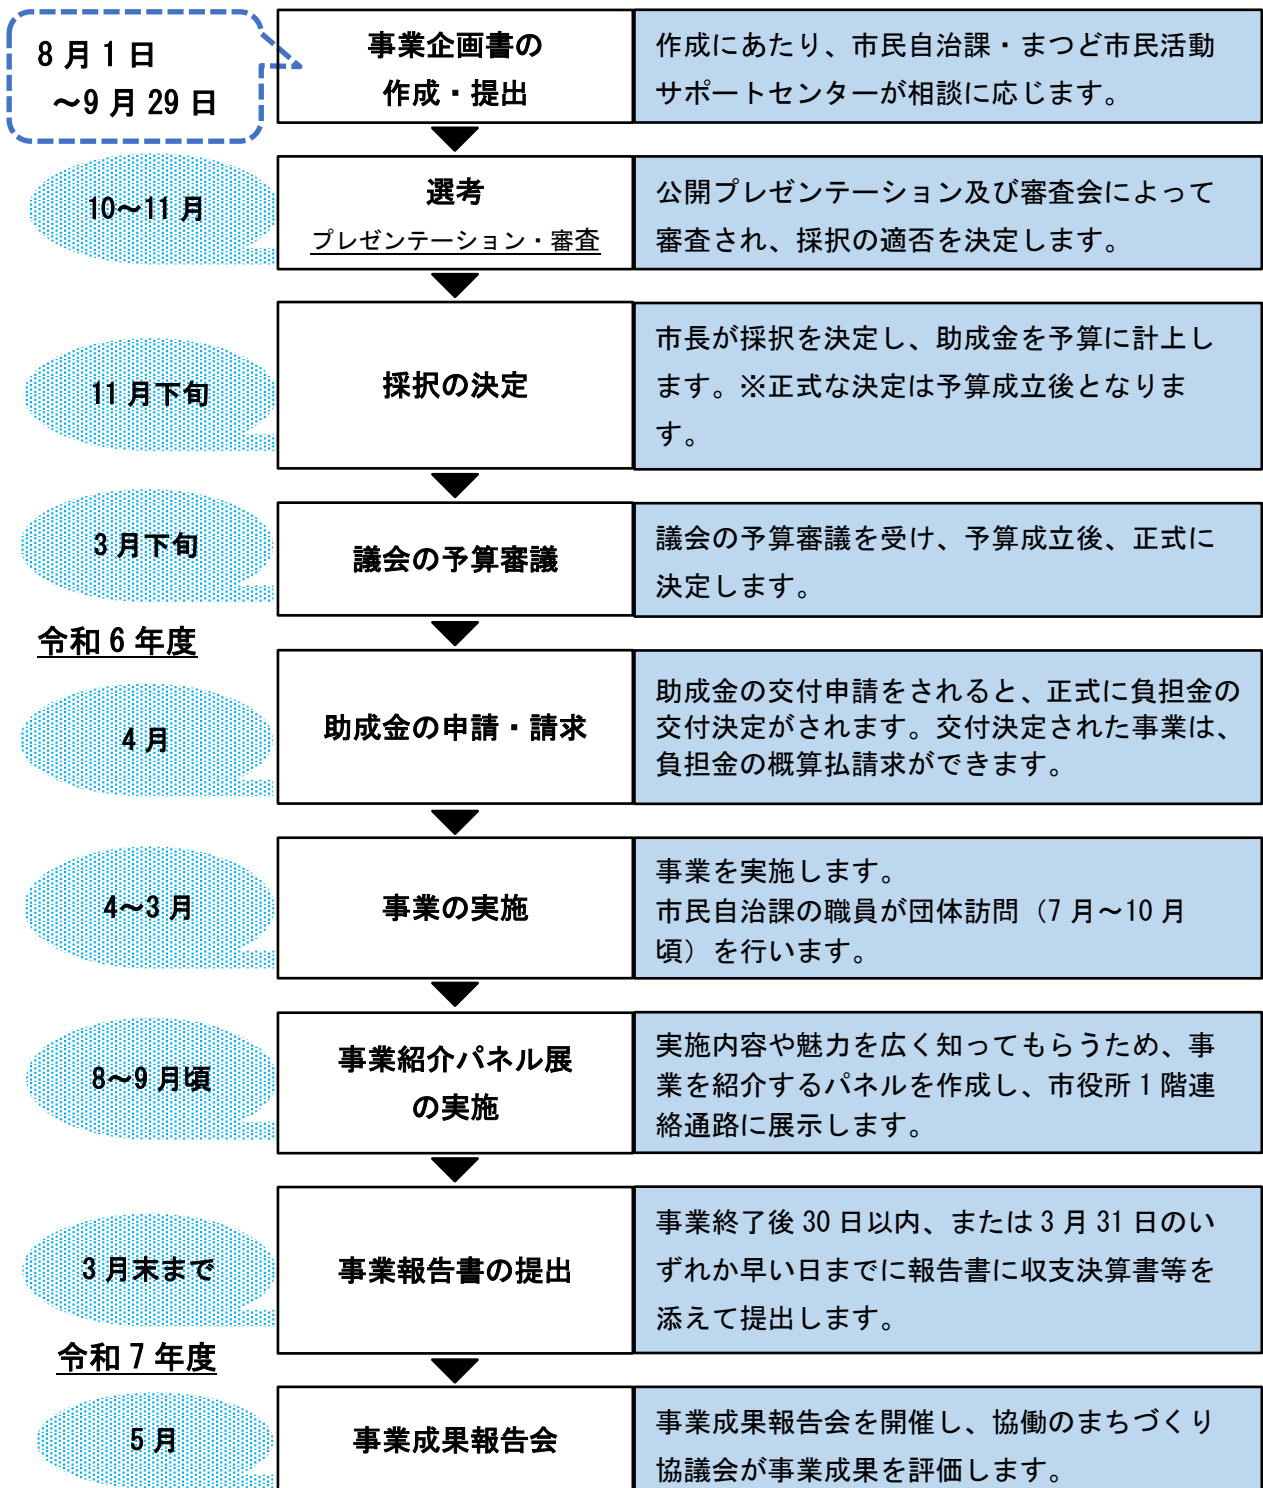 8月1日
～9月29日
事業企画書の
作成・提出
作成にあたり、市民自治課・まつど市民活動
サポートセンターが相談に応じます。
10～11月
選考
プレゼンテーション・審査
公開プレゼンテーション及び審査会によって
審査され、採択の適否を決定します。
11月下旬
採択の決定
市長が採択を決定し、助成金を予算に計上し
ます。※正式な決定は予算成立後となりま
す。
3月下旬
議会の予算審議
議会の予算審議を受け、予算成立後、正式に
決定します。
令和6年度
4月
助成金の申請・請求
助成金の交付申請をされると、正式に負担金の
交付決定がされます。交付決定された事業は、
負担金の概算払請求ができます。
4～3月
事業の実施
事業を実施します。
市民自治課の職員が団体訪問（7月～10月
頃）を行います。
8～9月頃
事業紹介パネル展
の実施
実施内容や魅力を広く知ってもらうため、事
業を紹介するパネルを作成し、市役所1階連
絡通路に展示します。
3月末まで
事業報告書の提出
事業終了後30日以内、または3月31日のい
ずれか早い日までに報告書に収支決算書等を
添えて提出します。
令和7年度
5月
事業成果報告会
事業成果報告会を開催し、協働のまちづくり
協議会が事業成果を評価します。